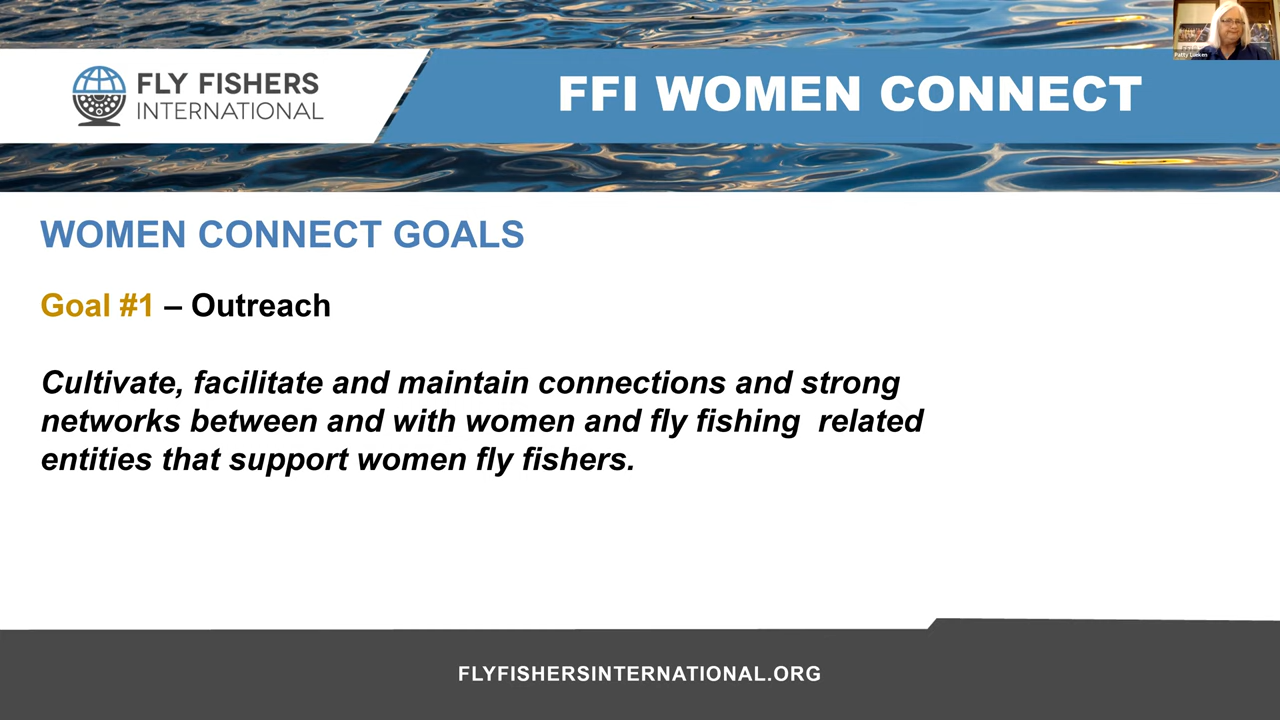 FLY FISHERS
INTERNATIONAL
FFI WOMEN CONNECT
WOMEN CONNECT GOALS
Goal #1 – Outreach
Cultivate, facilitate and maintain connections and strong
networks between and with women and fly fishing  related
entities that support women fly fishers.
FLYFISHERSINTERNATIONAL.ORG